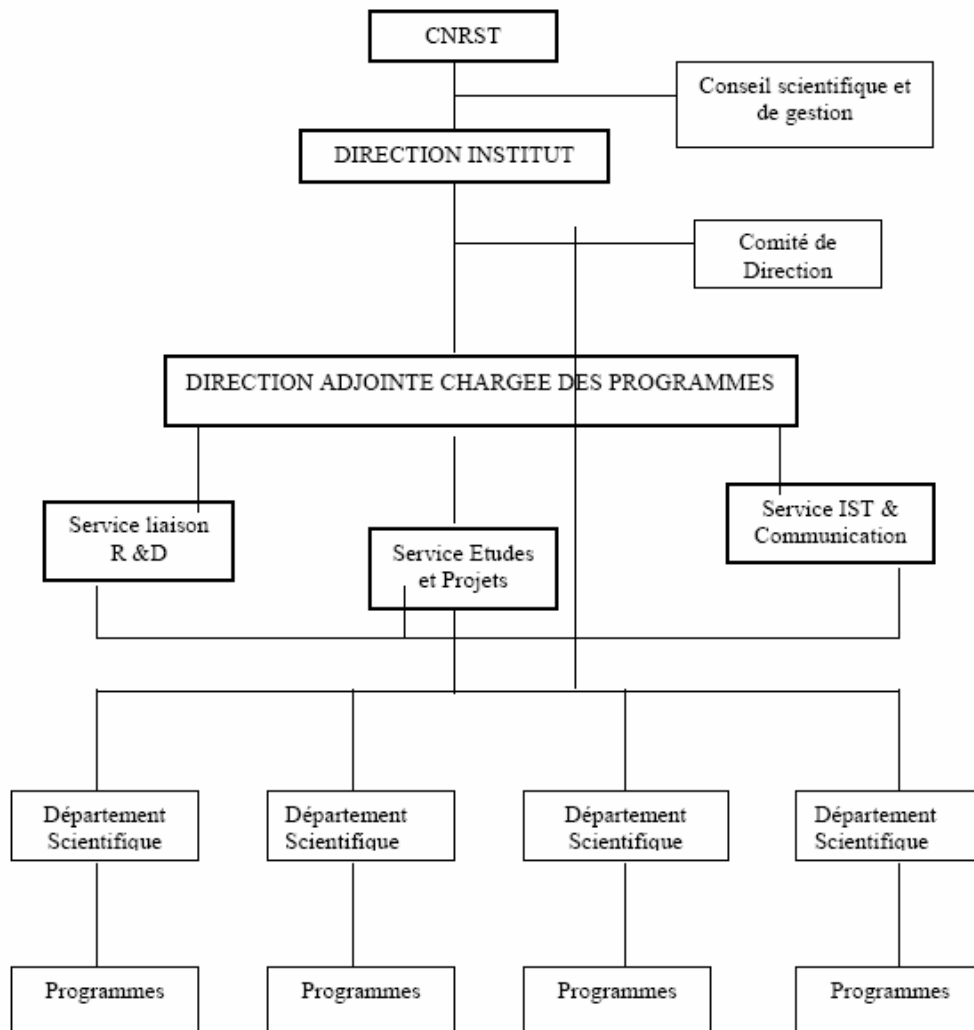 CNRST
Conseil scientifique et
de gestion
DIRECTION INSTITUT
Comité de
Direction
DIRECTION ADJOINTE CHARGEE DES PROGRAMMES
Service liaison
R &D
Service Etudes
et Projets
Service IST &
Communication
Département
Scientifique
Département
Scientifique
Département
Scientifique
Département
Scientifique
Programmes
Programmes
Programmes
Programmes